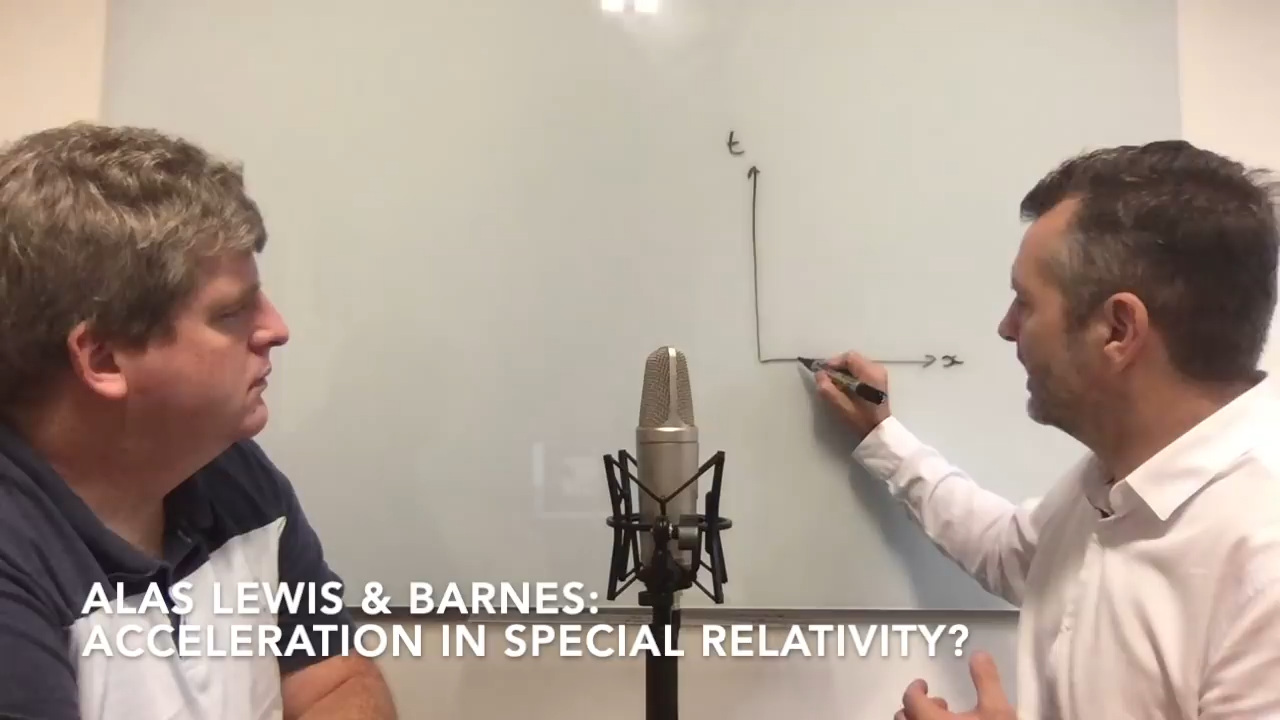 t
x
ALAS LEWIS & BARNES:
ACCELERATION IN SPECIAL RELATIVITY?